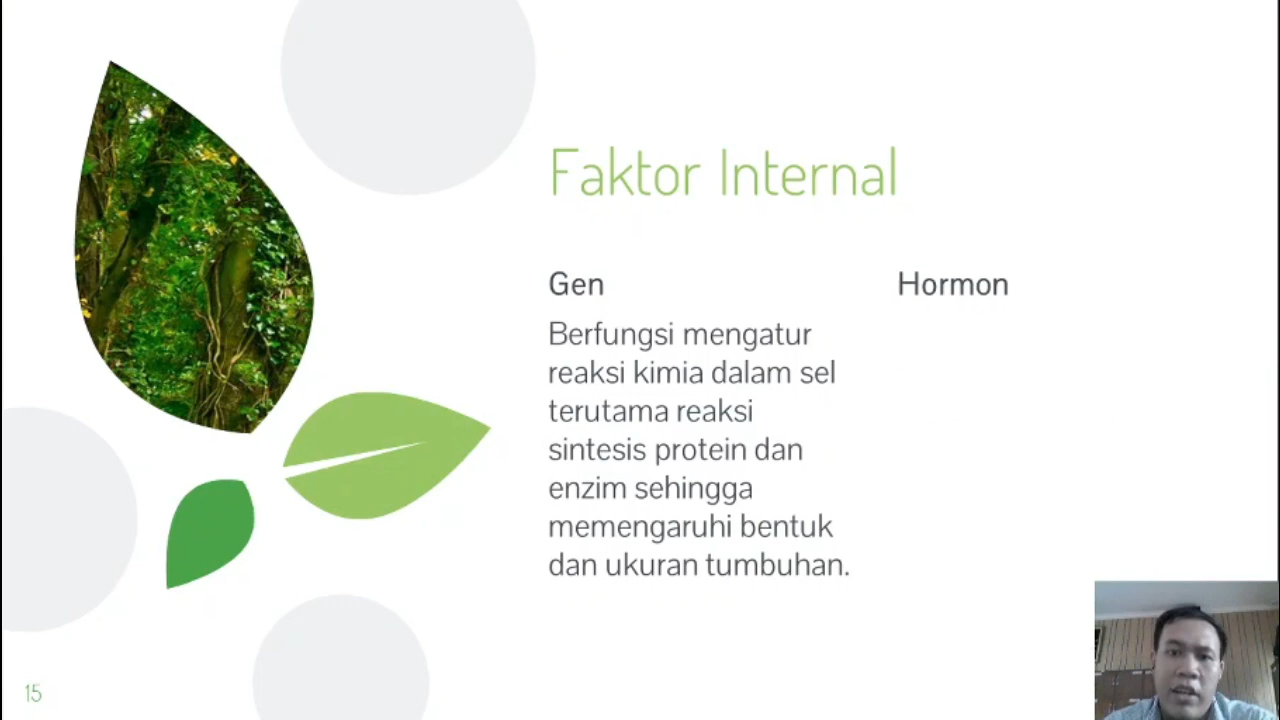 Faktor Internal
Gen
Berfungsi mengatur
reaksi kimia dalam sel
terutama reaksi
sintesis protein dan
enzim sehingga
memengaruhi bentuk
dan ukuran tumbuhan.
Hormon
15